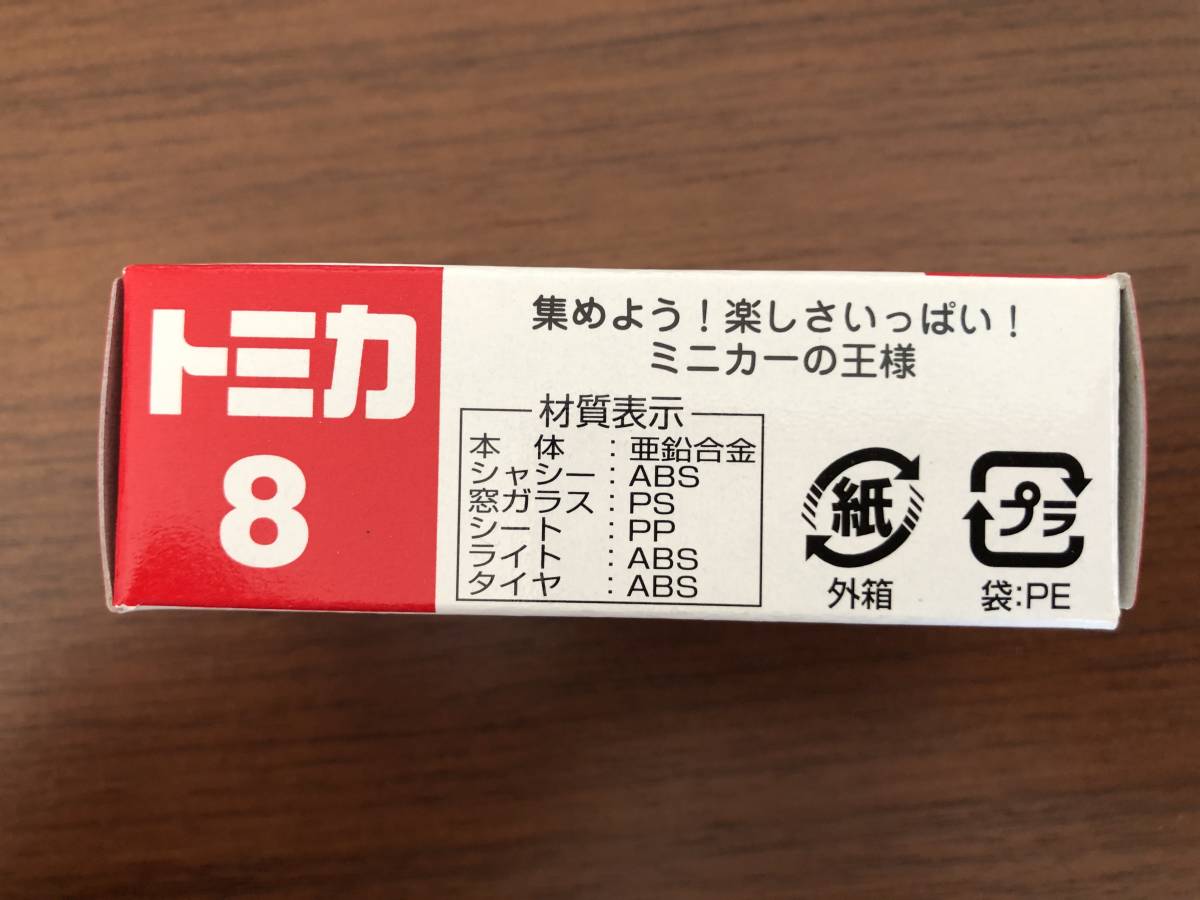 トミカ
8
集めよう！楽しさいっぱい！
ミニカーの王様
材質表示
本体：亜鉛合金
シャシー：ABS
窓ガラス：PS
シート：PP
ライト：ABS
タイヤ：ABS
紙
外箱
プラ
袋：PE